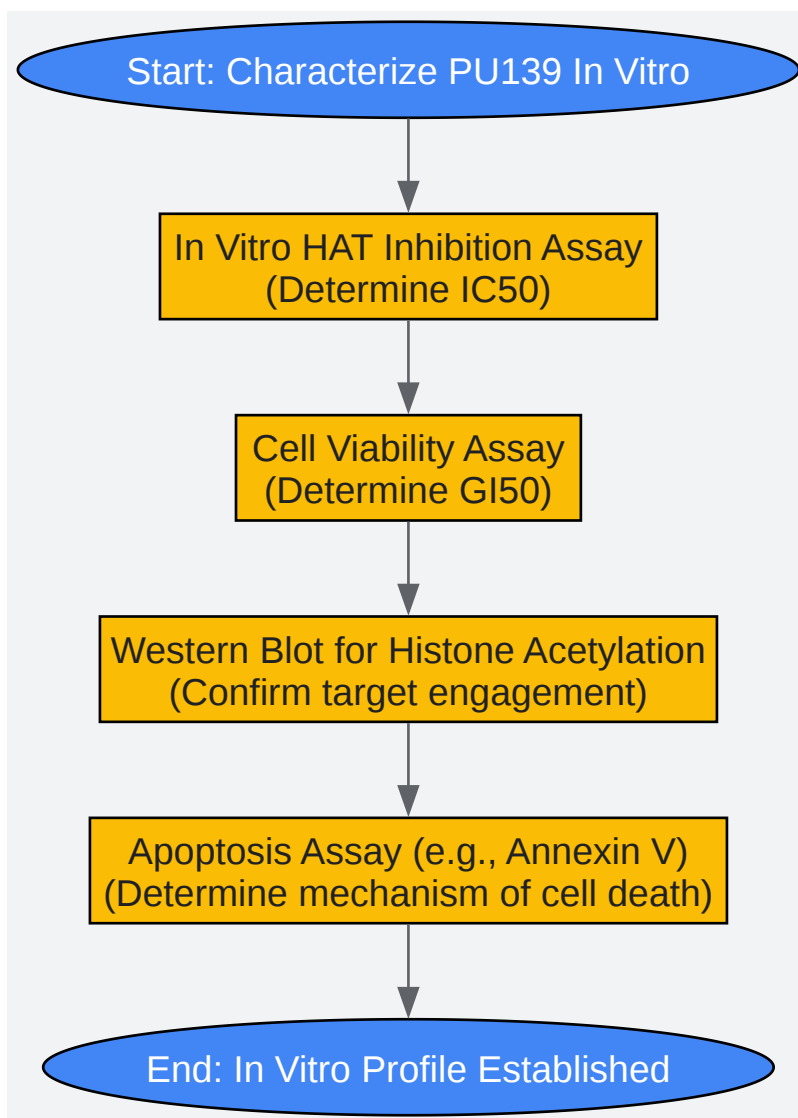 Start: Characterize PU139 In Vitro
In Vitro HAT Inhibition Assay
(Determine IC50)
Cell Viability Assay
(Determine GI50)
Western Blot for Histone Acetylation
(Confirm target engagement)
Apoptosis Assay (e.g., Annexin V)
(Determine mechanism of cell death)
End: In Vitro Profile Established